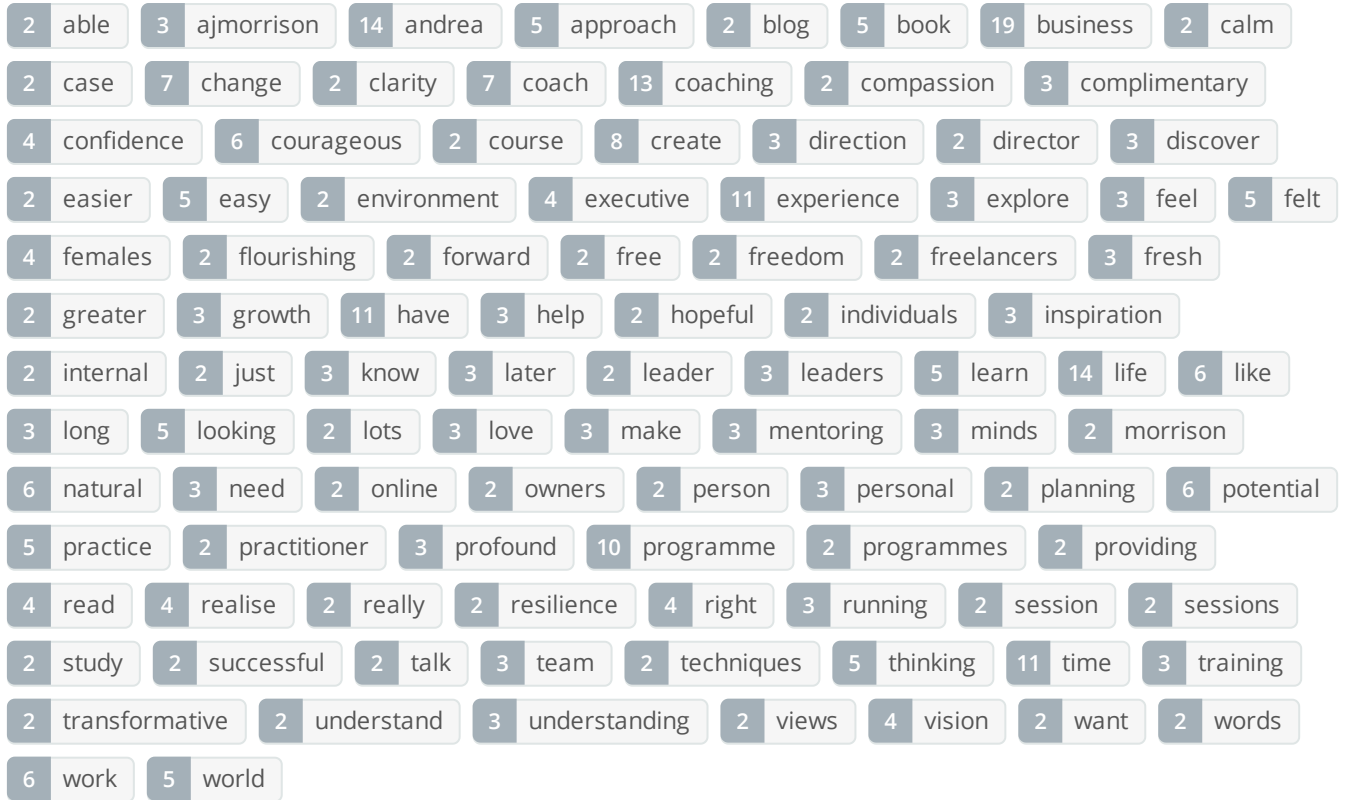 2 able 3 ajmorrison 14 andrea 5 approach 2 blog 5 book 19 business 2 calm
2 case 7 change 2 clarity 7 coach 13 coaching 2 compassion 3 complimentary
4 confidence 6 courageous 2 course 8 create 3 direction 2 director 3 discover
2 easier 5 easy 2 environment 4 executive 11 experience 3 explore 3 feel 5 felt
4 females 2 flourishing 2 forward 2 free 2 freedom 2 freelancers 3 fresh
2 greater 3 growth 11 have 3 help 2 hopeful 2 individuals 3 inspiration
2 internal 2 just 3 know 3 later 2 leader 3 leaders 5 learn 14 life 6 like
3 long 5 looking 2 lots 3 love 3 make 3 mentoring 3 minds 2 morrison
6 natural 3 need 2 online 2 owners 2 person 3 personal 2 planning 6 potential
5 practice 2 practitioner 3 profound 10 programme 2 programmes 2 providing
4 read 4 realise 2 really 2 resilience 4 right 3 running 2 session 2 sessions
2 study 2 successful 2 talk 3 team 2 techniques 5 thinking 11 time 3 training
2 transformative 2 understand 3 understanding 2 views 4 vision 2 want 2 words
6 work 5 world